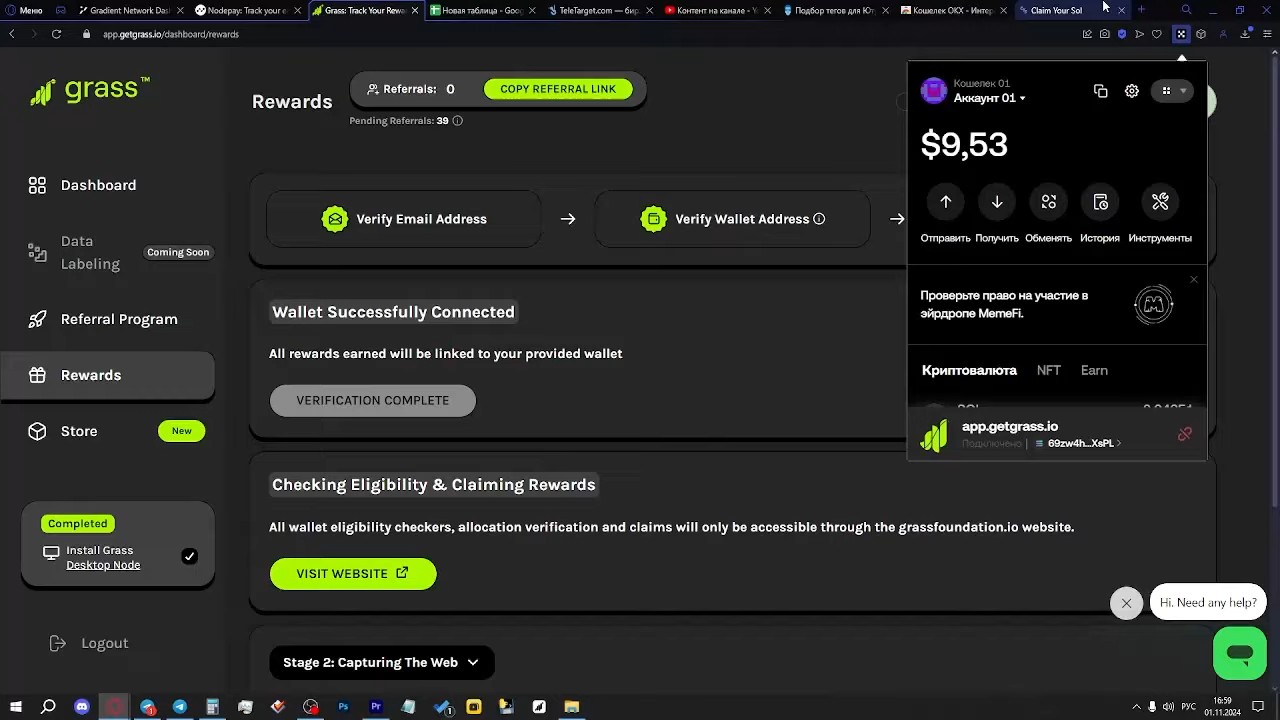 Меню
Gradient Network Dash
Nodepay: Track your e
Grass: Track Your Rewa
Новая таблица - Goog
TeleTarget.com — бир
Контент на канале - Y
Подбор тегов для Ют
Кошелек OKX - Интер
Claim Your Sol
app.getgrass.io/dashboard/rewards
grass™
Rewards
Referrals: 0
COPY REFERRAL LINK
Pending Referrals: 39
Dashboard
Data
Labeling
Coming Soon
Referral Program
Rewards
Store
New
Completed
Install Grass
Desktop Node
Logout
Verify Email Address
Verify Wallet Address
Wallet Successfully Connected
All rewards earned will be linked to your provided wallet
VERIFICATION COMPLETE
Checking Eligibility & Claiming Rewards
All wallet eligibility checkers, allocation verification and claims will only be accessible through the grassfoundation.io website.
VISIT WEBSITE
Stage 2: Capturing The Web
Кошелек 01
Аккаунт 01
$9,53
Отправить
Получить
Обменять
История
Инструменты
Проверьте право на участие в
эйрдропе MemeFi.
Криптовалюта
NFT
Earn
app.getgrass.io
Подключено
69zw4h...XsPL
Hi. Need any help?
РУС
16:59
01.11.2024